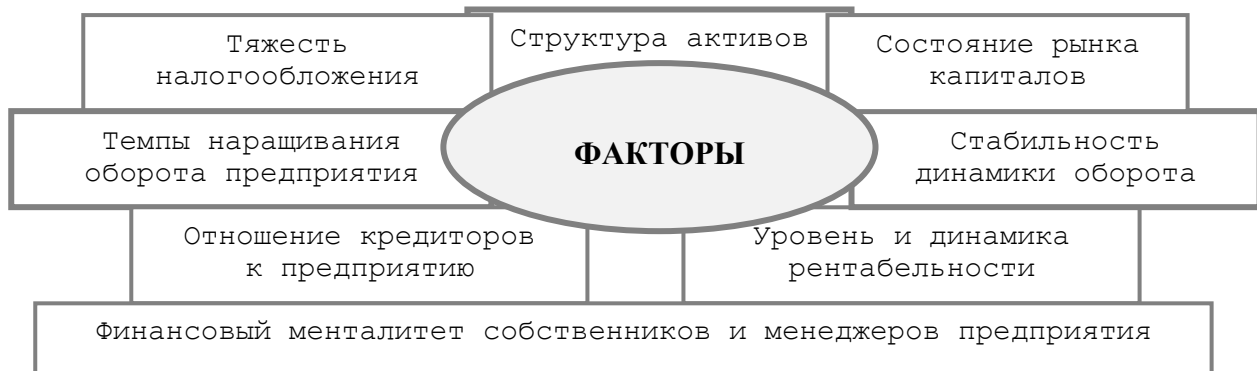 Тяжесть
налогообложения
Структура активов
Состояние рынка
капиталов
Темпы наращивания
оборота предприятия
ФАКТОРЫ
Стабильность
динамики оборота
Отношение кредиторов
к предприятию
Уровень и динамика
рентабельности
Финансовый менталитет собственников и менеджеров предприятия